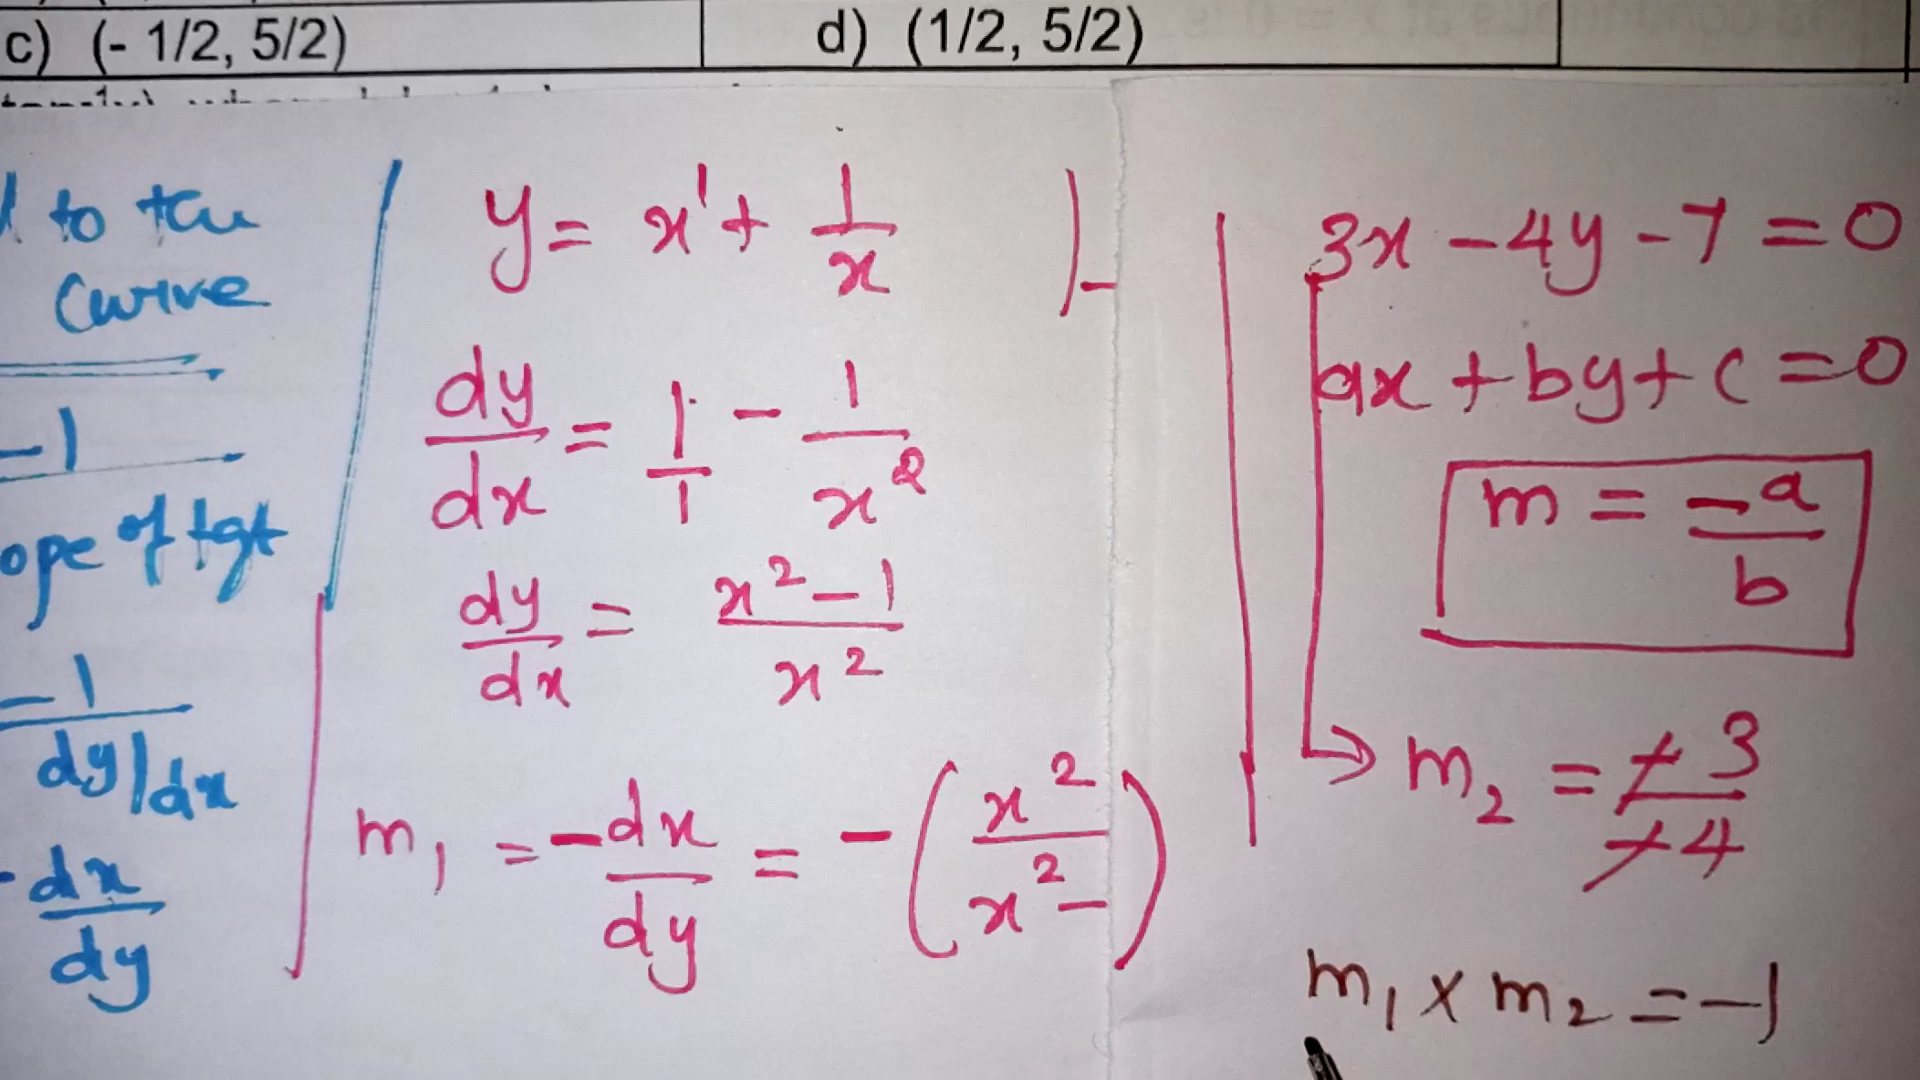 c) (- 1/2, 5/2)
d) (1/2, 5/2)
to the
curve
-1
ope of tgt
-1
dy/dx
-dx
dy
y = x¹ + 1/x
dy/dx = 1/1 - 1/x²
dy/dx = x²-1/x²
m₁ = -dx/dy = -(x²/x²-)
3x - 4y - 7 = 0
ax + by + c = 0
m = -a/b
m₂ = -3/-4
m₁ x m₂ = -1